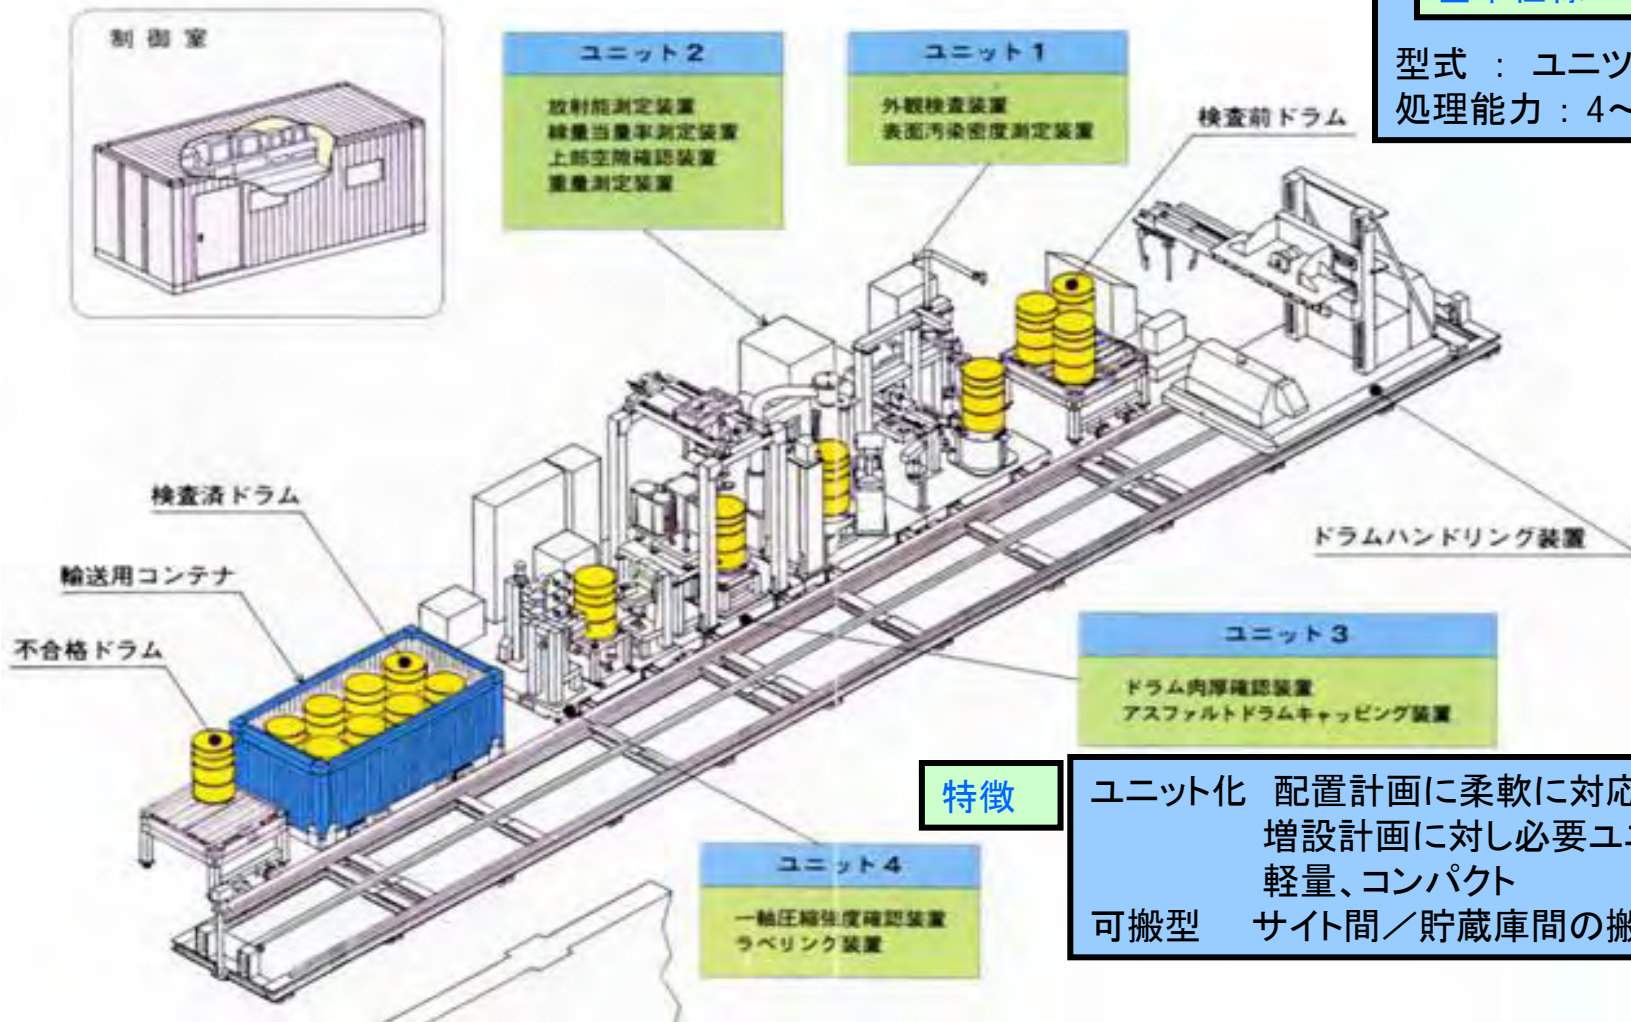 制御室
ユニット2
放射能測定装置
線量当量率測定装置
上部空隙確認装置
重量測定装置
ユニット1
外観検査装置
表面汚染密度測定装置
検査前ドラム
型式 : ユニツ
処理能力 : 4~
検査済ドラム
輸送用コンテナ
不合格ドラム
ドラムハンドリング装置
ユニット3
ドラム肉厚確認装置
アスファルトドラムキャッピング装置
特徴
ユニット化 配置計画に柔軟に対応
増設計画に対し必要ユニ
軽量、コンパクト
可搬型 サイト間/貯蔵庫間の搬
ユニット4
一軸圧縮強度確認装置
ラベリンク装置